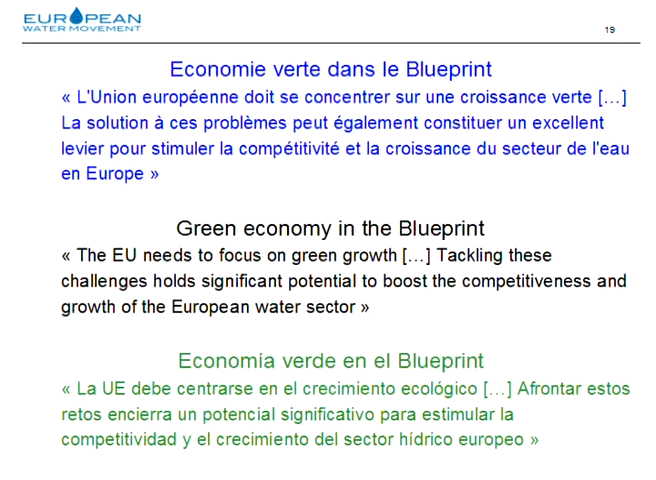 EUROPEAN
WATER MOVEMENT
19
Economie verte dans le Blueprint
« L'Union européenne doit se concentrer sur une croissance verte […]
La solution à ces problèmes peut également constituer un excellent
levier pour stimuler la compétitivité et la croissance du secteur de l'eau
en Europe »
Green economy in the Blueprint
« The EU needs to focus on green growth […] Tackling these
challenges holds significant potential to boost the competitiveness and
growth of the European water sector »
Economía verde en el Blueprint
« La UE debe centrarse en el crecimiento ecológico […] Afrontar estos
retos encierra un potencial significativo para estimular la
competitividad y el crecimiento del sector hídrico europeo »